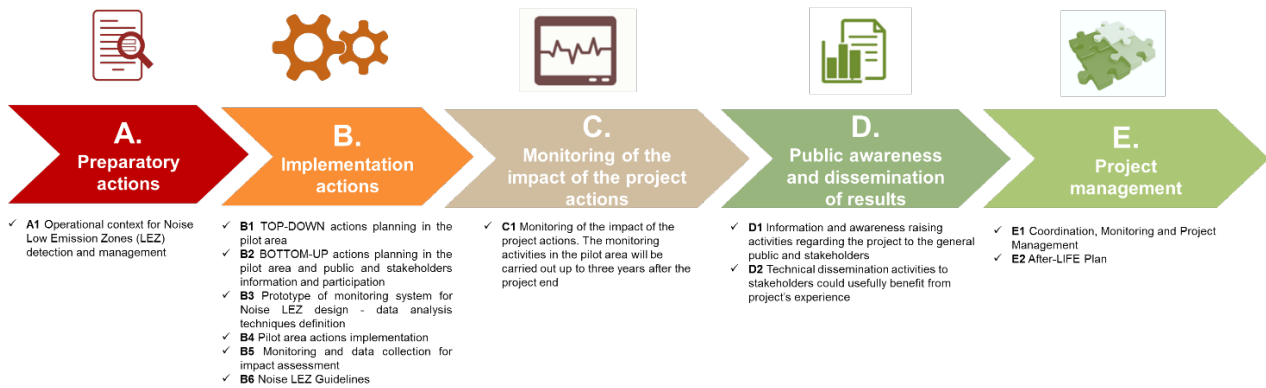 A.
Preparatory
actions
B.
Implementation
actions
C.
Monitoring of the
impact of the project
actions
D.
Public awareness
and dissemination
of results
E.
Project
management
✓ A1 Operational context for Noise
Low Emission Zones (LEZ)
detection and management
✓ B1 TOP-DOWN actions planning in the
pilot area
✓ B2 BOTTOM-UP actions planning in the
pilot area and public and stakeholders
information and participation
✓ B3 Prototype of monitoring system for
Noise LEZ design - data analysis
techniques definition
✓ B4 Pilot area actions implementation
✓ B5 Monitoring and data collection for
impact assessment
✓ B6 Noise LEZ Guidelines
✓ C1 Monitoring of the impact of the
project actions. The monitoring
activities in the pilot area will be
carried out up to three years after the
project end
✓ D1 Information and awareness raising
activities regarding the project to the general
public and stakeholders
✓ D2 Technical dissemination activities to
stakeholders could usefully benefit from
project's experience
✓ E1 Coordination, Monitoring and Project
Management
✓ E2 After-LIFE Plan